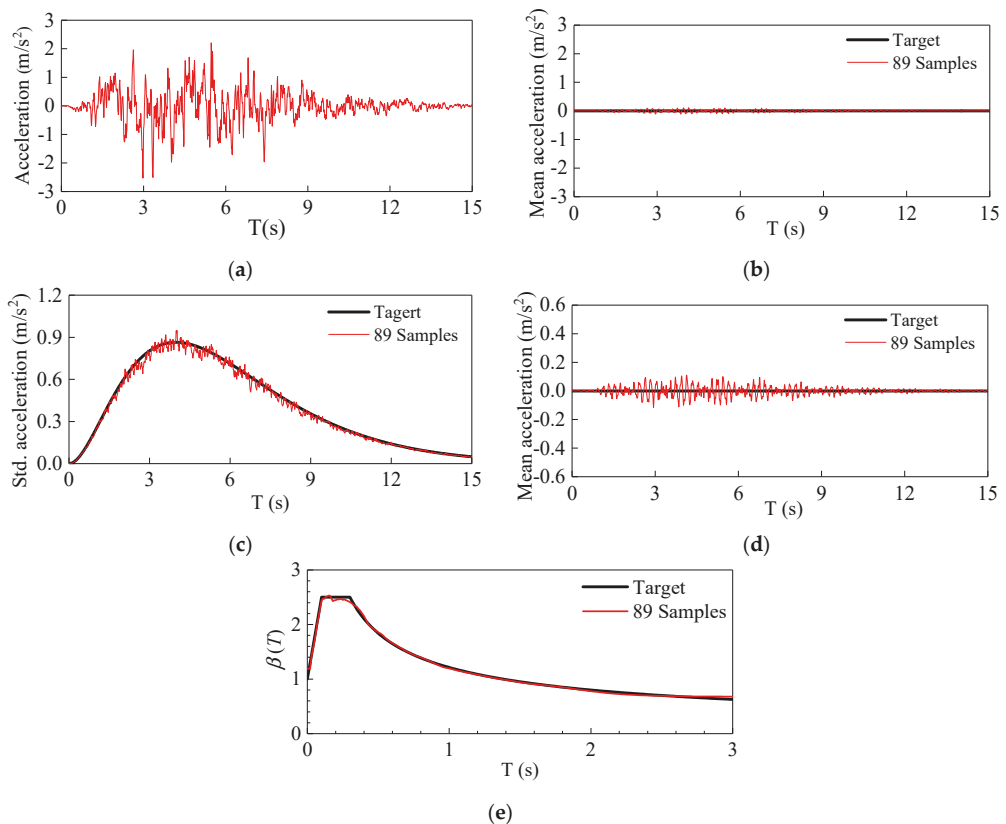 3
2
1
0
-1
-2
-3
Acceleration (m/s²)
0 3 6 9 12 15
T(s)
(a)
3
2
1
0
-1
-2
-3
Mean acceleration (m/s²)
Target
89 Samples
0 3 6 9 12 15
T (s)
(b)
1.2
0.9
0.6
0.3
0.0
Std. acceleration (m/s²)
Tagert
89 Samples
0 3 6 9 12 15
T (s)
(c)
0.6
0.4
0.2
0.0
-0.2
-0.4
-0.6
Mean acceleration (m/s²)
Target
89 Samples
0 3 6 9 12 15
T (s)
(d)
3
2
1
0
β(T)
Target
89 Samples
0 1 2 3
T (s)
(e)